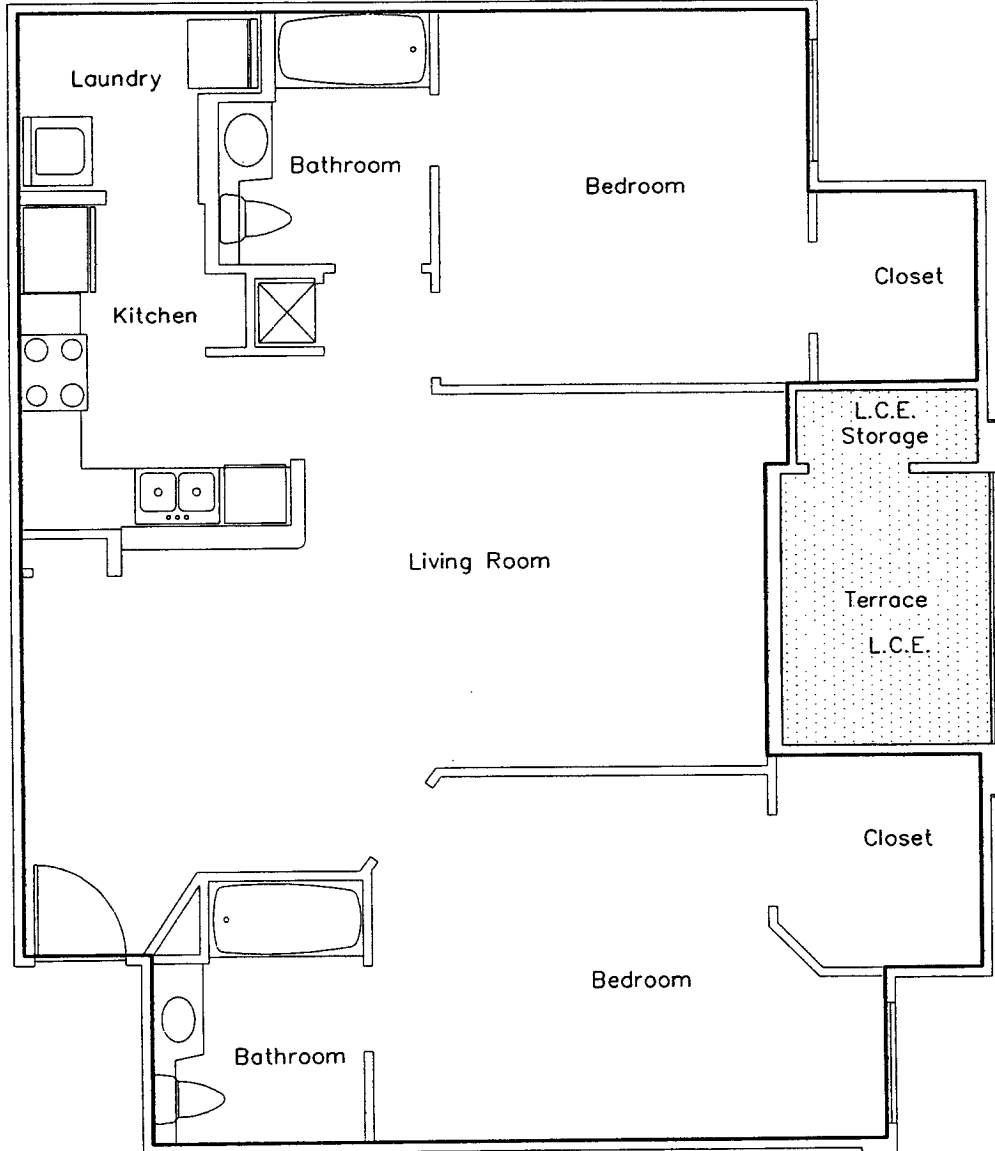 Laundry
Bathroom
Bedroom
Closet
Kitchen
L.C.E.
Storage
Living Room
Terrace
L.C.E.
Closet
Bedroom
Bathroom